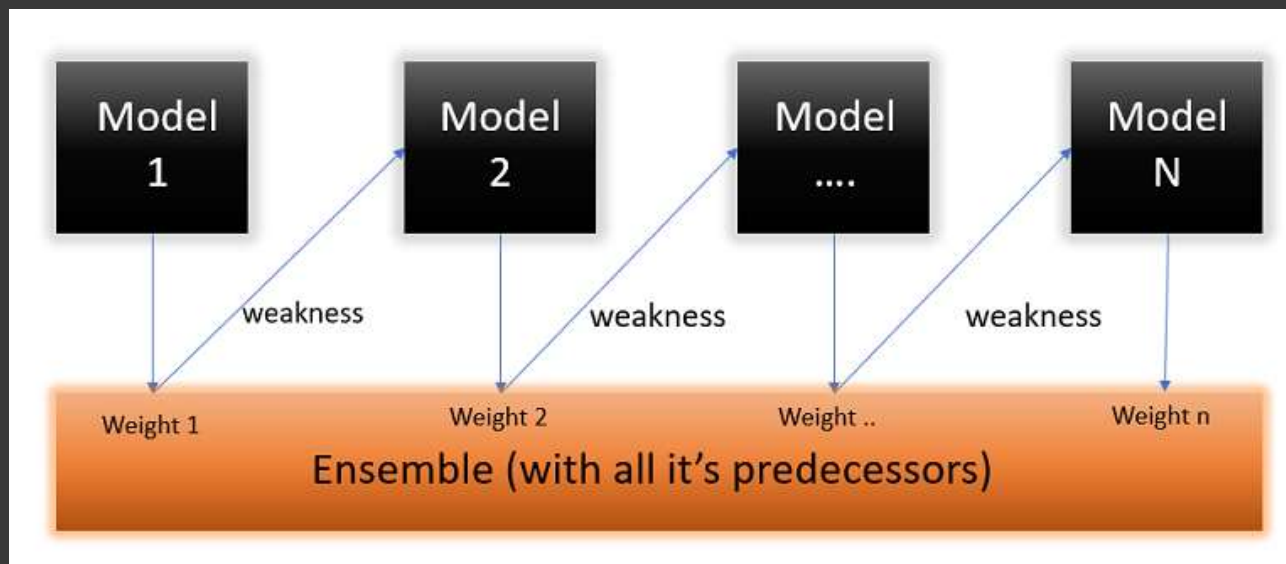 Model
1
Model
2
Model
....
Model
N
weakness
weakness
weakness
Weight 1
Weight 2
Weight ..
Weight n
Ensemble (with all it's predecessors)